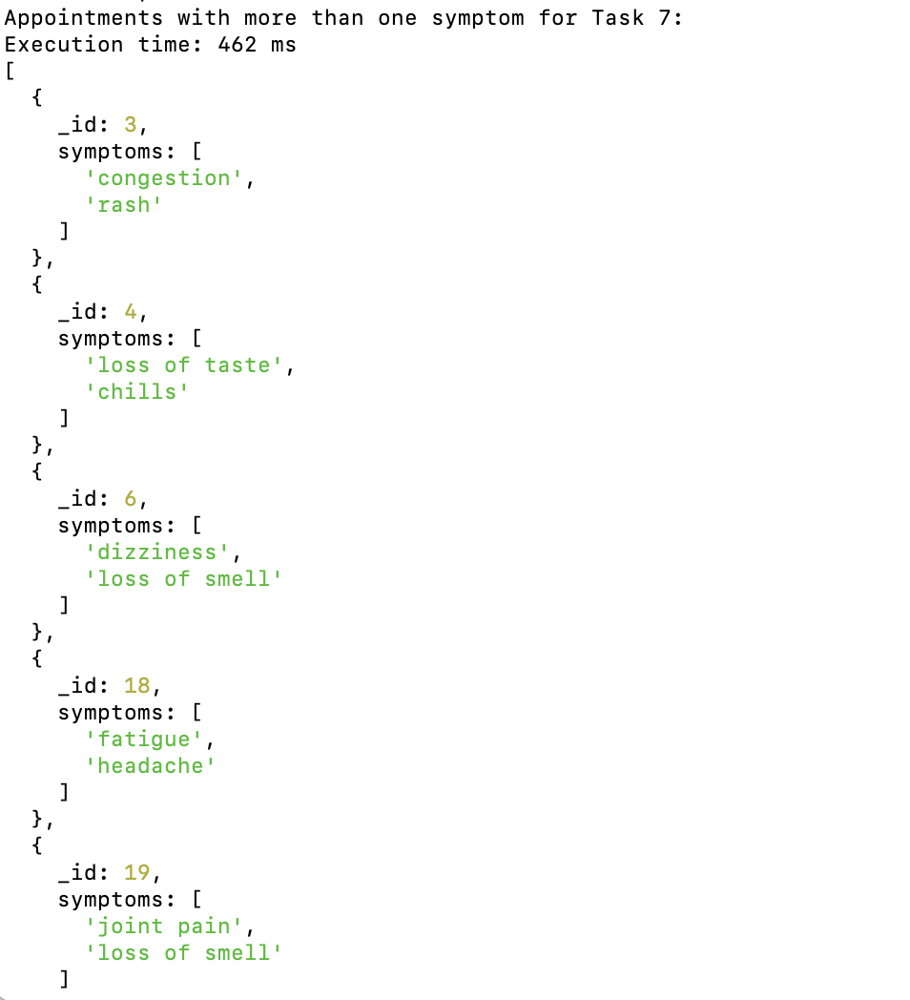 Appointments with more than one symptom for Task 7:
Execution time: 462 ms
[
  {
    _id: 3,
    symptoms: [
      'congestion',
      'rash'
    ]
  },
  {
    _id: 4,
    symptoms: [
      'loss of taste',
      'chills'
    ]
  },
  {
    _id: 6,
    symptoms: [
      'dizziness',
      'loss of smell'
    ]
  },
  {
    _id: 18,
    symptoms: [
      'fatigue',
      'headache'
    ]
  },
  {
    _id: 19,
    symptoms: [
      'joint pain',
      'loss of smell'
    ]